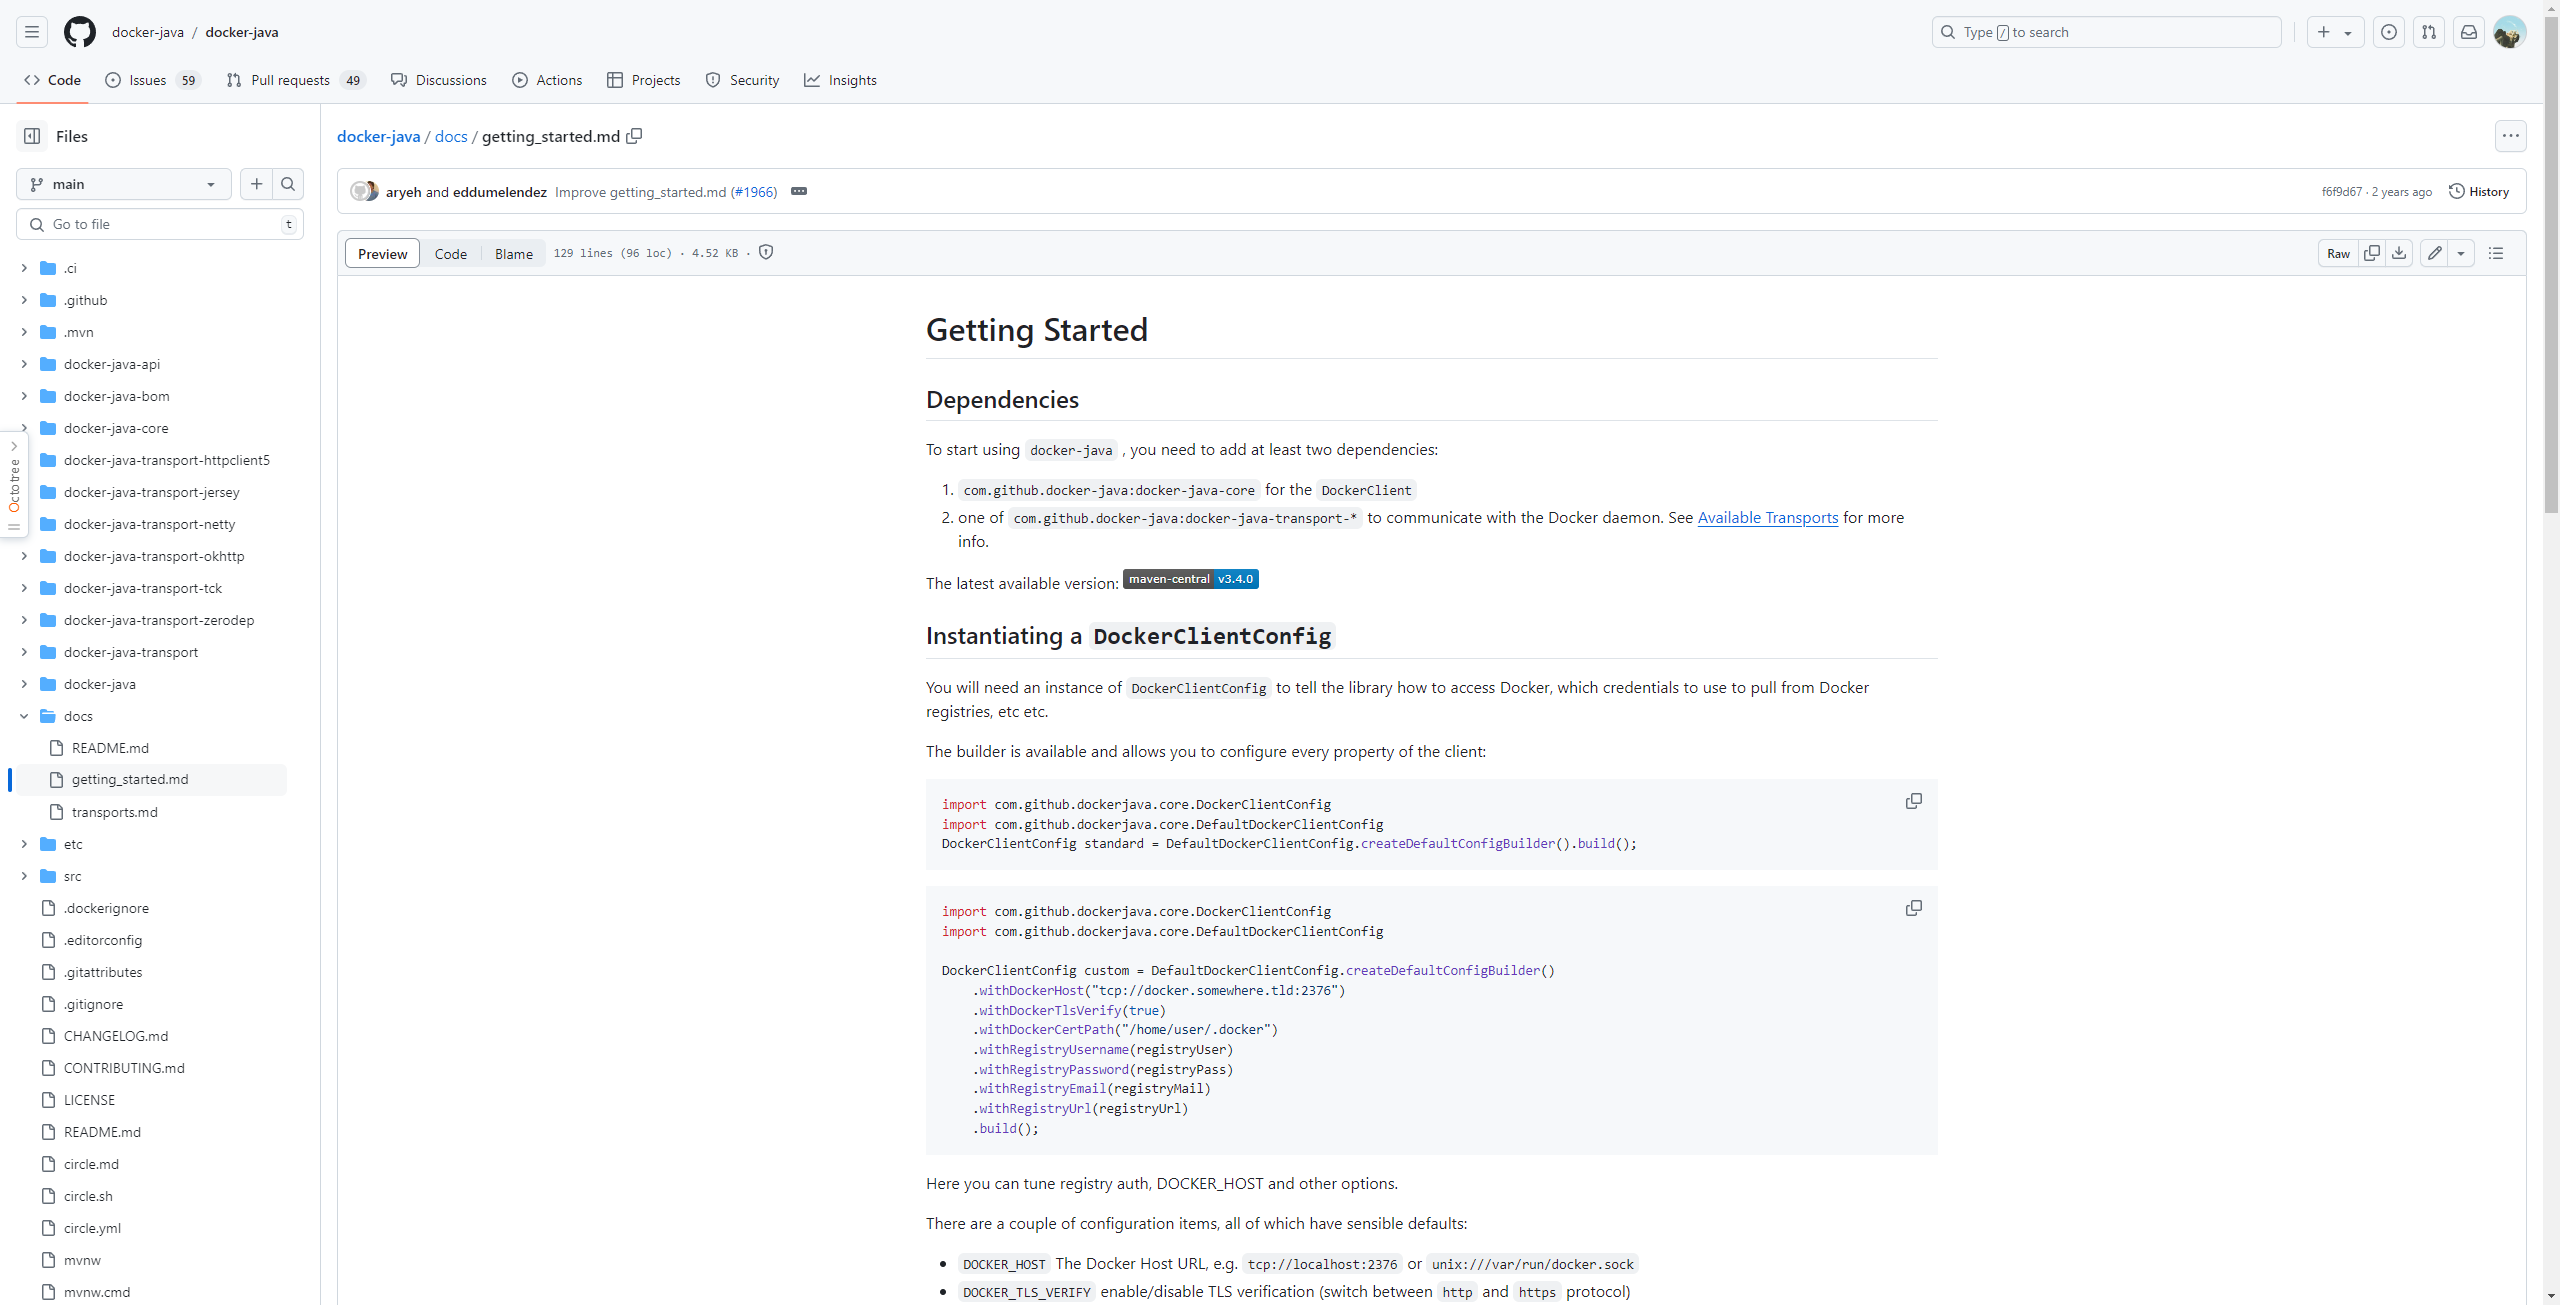 docker-java / docker-java
Type / to search
Code
Issues 59
Pull requests 49
Discussions
Actions
Projects
Security
Insights
Files
main
Go to file
t
.ci
.github
.mvn
docker-java-api
docker-java-bom
docker-java-core
docker-java-transport-httpclient5
docker-java-transport-jersey
docker-java-transport-netty
docker-java-transport-okhttp
docker-java-transport-tck
docker-java-transport-zerodep
docker-java-transport
docker-java
docs
README.md
getting_started.md
transports.md
etc
src
.dockerignore
.editorconfig
.gitattributes
.gitignore
CHANGELOG.md
CONTRIBUTING.md
LICENSE
README.md
circle.md
circle.sh
circle.yml
mvnw
mvnw.cmd
Octotree
docker-java / docs / getting_started.md
aryeh and eddumelendez Improve getting_started.md (#1966)
f6f9d67 · 2 years ago
History
Preview
Code
Blame
129 lines (96 loc) · 4.52 KB ·
Raw
Getting Started
Dependencies
To start using docker-java , you need to add at least two dependencies:
1. com.github.docker-java:docker-java-core for the DockerClient
2. one of com.github.docker-java:docker-java-transport-* to communicate with the Docker daemon. See Available Transports for more
info.
The latest available version: maven-central v3.4.0
Instantiating a DockerClientConfig
You will need an instance of DockerClientConfig to tell the library how to access Docker, which credentials to use to pull from Docker
registries, etc etc.
The builder is available and allows you to configure every property of the client:
import com.github.dockerjava.core.DockerClientConfig
import com.github.dockerjava.core.DefaultDockerClientConfig
DockerClientConfig standard = DefaultDockerClientConfig.createDefaultConfigBuilder().build();
import com.github.dockerjava.core.DockerClientConfig
import com.github.dockerjava.core.DefaultDockerClientConfig
DockerClientConfig custom = DefaultDockerClientConfig.createDefaultConfigBuilder()
.withDockerHost("tcp://docker.somewhere.tld:2376")
.withDockerTlsVerify(true)
.withDockerCertPath("/home/user/.docker")
.withRegistryUsername(registryUser)
.withRegistryPassword(registryPass)
.withRegistryEmail(registryMail)
.withRegistryUrl(registryUrl)
.build();
Here you can tune registry auth, DOCKER_HOST and other options.
There are a couple of configuration items, all of which have sensible defaults:
• DOCKER_HOST The Docker Host URL, e.g. tcp://localhost:2376 or unix:///var/run/docker.sock
• DOCKER_TLS_VERIFY enable/disable TLS verification (switch between http and https protocol)